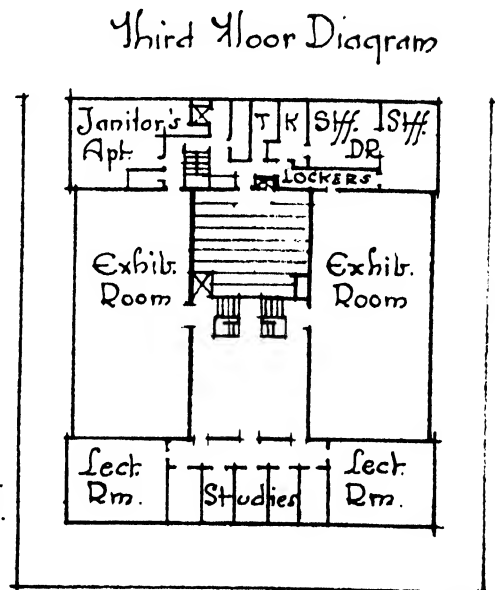 Third Floor Diagram
Janitor's
Apt.
T K Stff. Stff.
DR.
LOCKERS
Exhib.
Room
Exhib.
Room
Lect.
Rm.
Studies
Lect.
Rm.